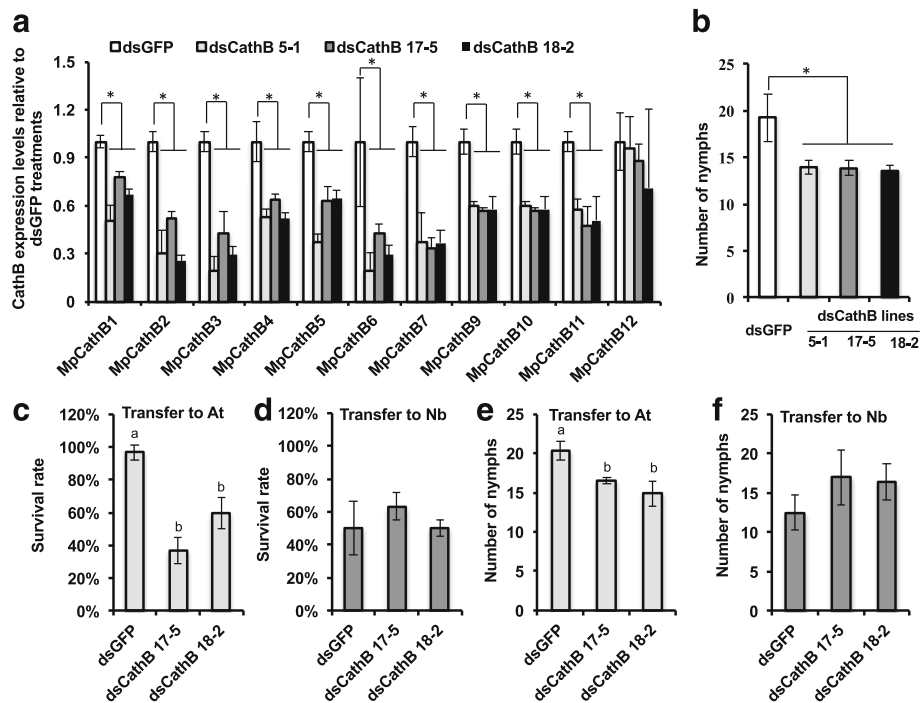 a
dsGFP dsCathB 5-1 dsCathB 17-5 dsCathB 18-2
CathB expression levels relative to
dsGFP treatments
1.5
1.2
0.9
0.6
0.3
0
* * * * * * * * * *
MpCathB1 MpCathB2 MpCathB3 MpCathB4 MpCathB5 MpCathB6 MpCathB7 MpCathB9 MpCathB10 MpCathB11 MpCathB12
b
Number of nymphs
25
20
15
10
5
0
*
dsGFP
dsCathB lines
5-1 17-5 18-2
c
Transfer to At
Survival rate
120%
100%
80%
60%
40%
20%
0%
a
b
b
dsGFP
dsCathB 17-5
dsCathB 18-2
d
Transfer to Nb
Survival rate
120%
100%
80%
60%
40%
20%
0%
dsGFP
dsCathB 17-5
dsCathB 18-2
e
Transfer to At
Number of nymphs
25
20
15
10
5
0
a
b
b
dsGFP
dsCathB 17-5
dsCathB 18-2
f
Transfer to Nb
Number of nymphs
25
20
15
10
5
0
dsGFP
dsCathB 17-5
dsCathB 18-2